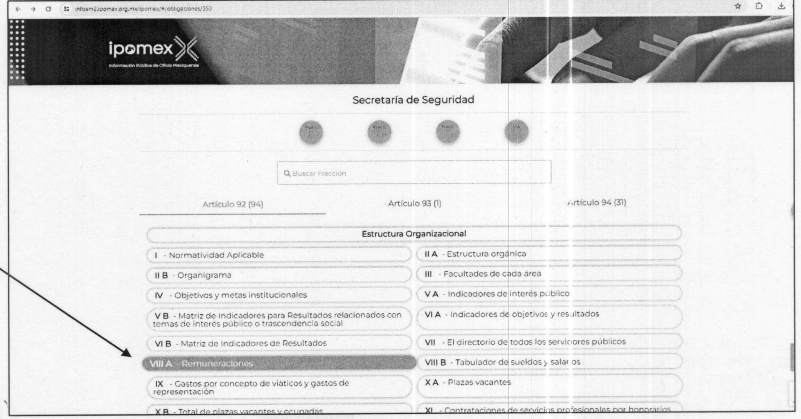 infoem2.ipomex.org.mx/ipomex/#/obligaciones/253
ipomex
Información Pública de Oficio Mexiquense
Secretaría de Seguridad
Buscar Fracción
Artículo 92 (94)
Artículo 93 (1)
Artículo 94 (31)
Estructura Organizacional
I - Normatividad Aplicable
II A - Estructura orgánica
II B - Organigrama
III - Facultades de cada área
IV - Objetivos y metas institucionales
V A - Indicadores de interés público
V B - Matriz de Indicadores para Resultados relacionados con
temas de interés público o trascendencia social
VI A - Indicadores de objetivos y resultados
VI B - Matriz de Indicadores de Resultados
VII - El directorio de todos los servidores públicos
VIII A - Remuneraciones
VIII B - Tabulador de sueldos y salarios
IX - Gastos por concepto de viáticos y gastos de
representación
X A - Plazas vacantes
X B - Total de plazas vacantes y ocupadas
XI - Contrataciones de servicios profesionales por honorarios